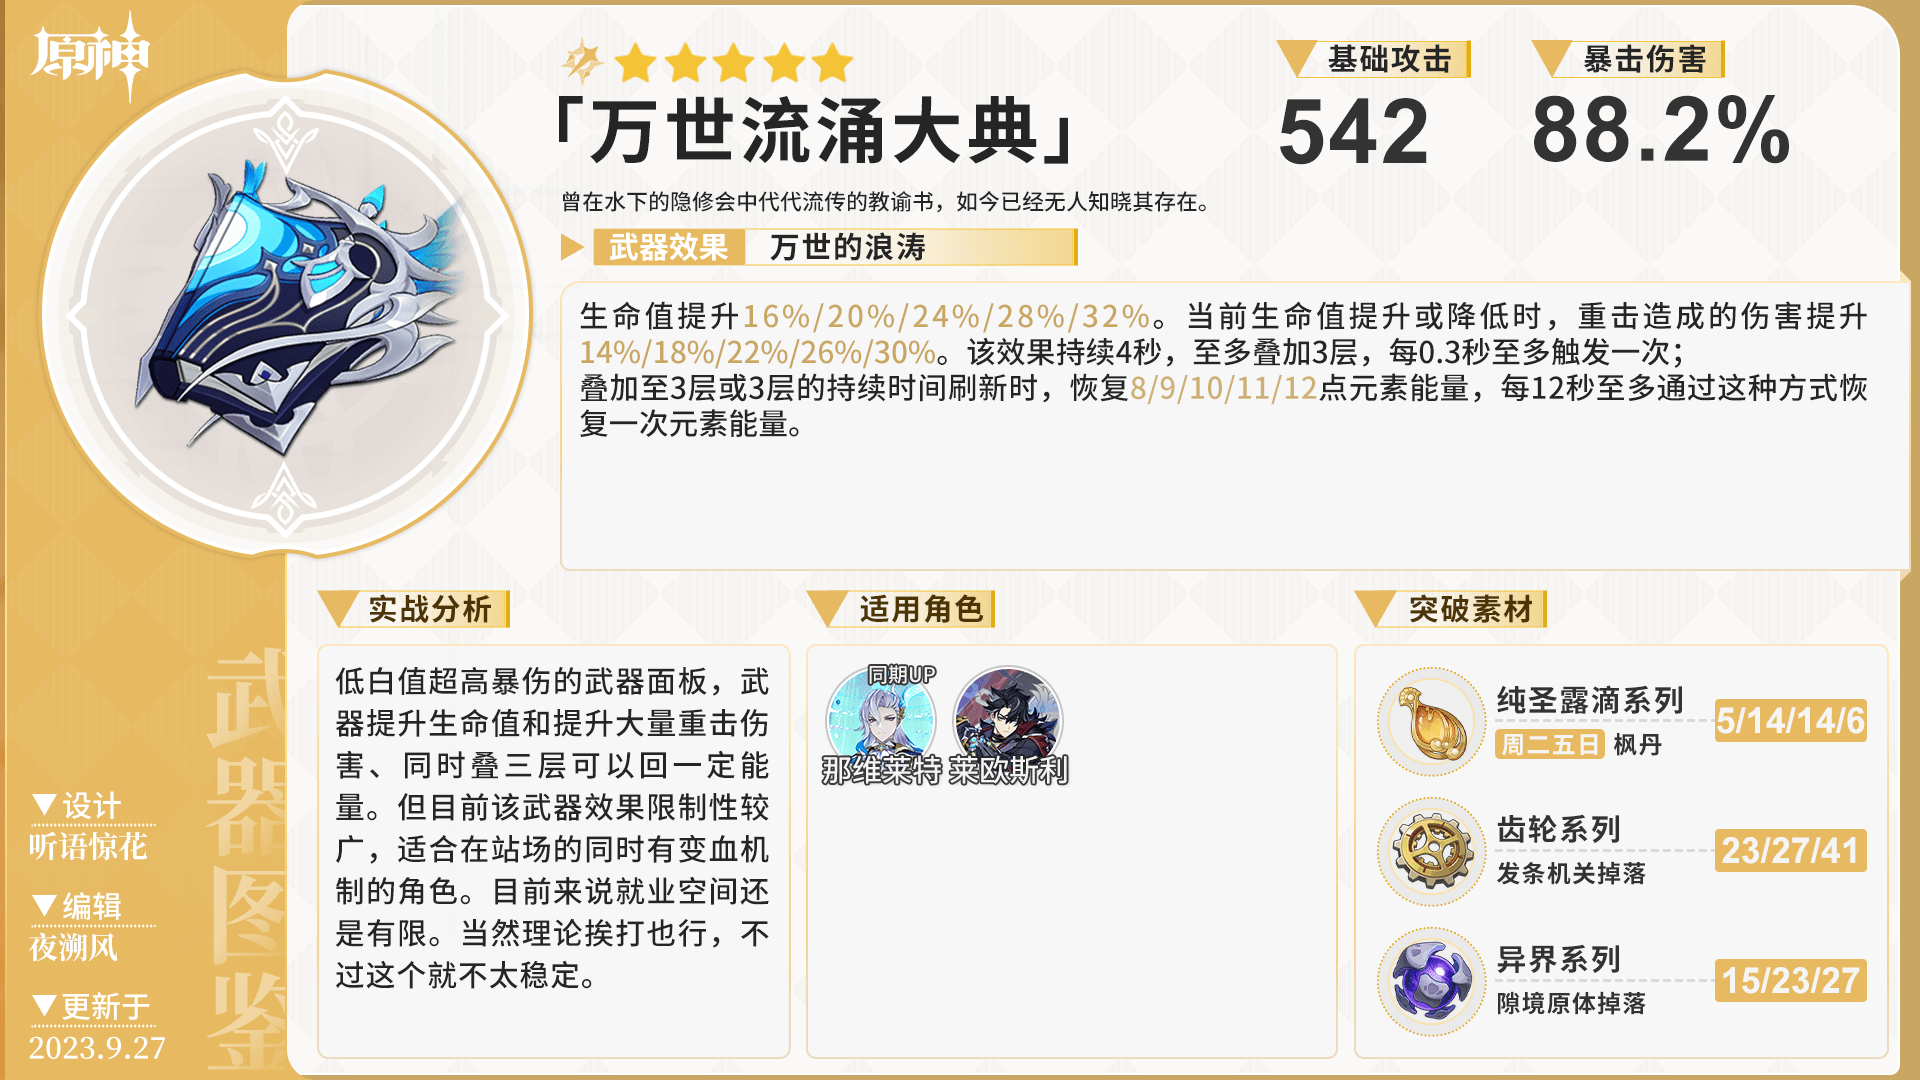 原神
「万世流涌大典」
基础攻击
542
暴击伤害
88.2%
曾在水下的隐修会中代代流传的教谕书，如今已经无人知晓其存在。
武器效果 万世的浪涛
生命值提升16%/20%/24%/28%/32%。当前生命值提升或降低时，重击造成的伤害提升
14%/18%/22%/26%/30%。该效果持续4秒，至多叠加3层，每0.3秒至多触发一次；
叠加至3层或3层的持续时间刷新时，恢复8/9/10/11/12点元素能量，每12秒至多通过这种方式恢
复一次元素能量。
实战分析
低白值超高暴伤的武器面板，武
器提升生命值和提升大量重击伤
害、同时叠三层可以回一定能
量。但目前该武器效果限制性较
广，适合在站场的同时有变血机
制的角色。目前来说就业空间还
是有限。当然理论挨打也行，不
过这个就不太稳定。
适用角色
同期UP
那维莱特 莱欧斯利
突破素材
纯圣露滴系列
周二五日 枫丹
5/14/14/6
齿轮系列
发条机关掉落
23/27/41
异界系列
隙境原体掉落
15/23/27
武器图鉴
▼设计
听语惊花
▼编辑
夜溯风
▼更新于
2023.9.27